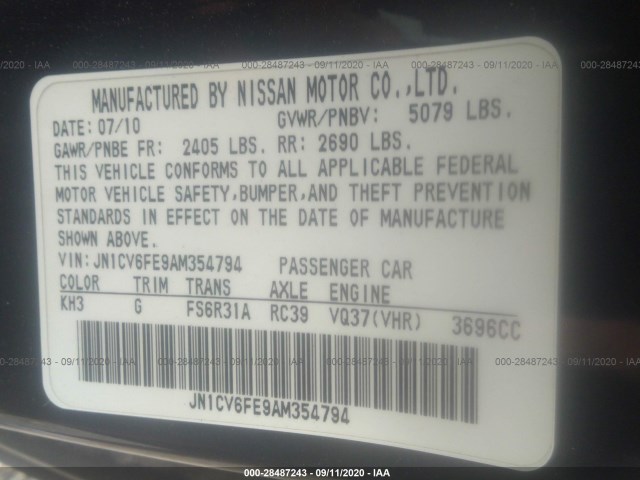 000-28487243 - 09/11/2020 - IAA
MANUFACTURED BY NISSAN MOTOR CO.,LTD.
DATE: 07/10 GVWR/PNBV: 5079 LBS.
GAWR/PNBE FR: 2405 LBS. RR: 2690 LBS.
THIS VEHICLE CONFORMS TO ALL APPLICABLE FEDERAL
MOTOR VEHICLE SAFETY,BUMPER,AND THEFT PREVENTION
STANDARDS IN EFFECT ON THE DATE OF MANUFACTURE
SHOWN ABOVE.
VIN:JN1CV6FE9AM354794 PASSENGER CAR
COLOR TRIM TRANS AXLE ENGINE
KH3 G FS6R31A RC39 VQ37(VHR) 3696CC
JN1CV6FE9AM354794
000-28487243 - 09/11/2020 - IAA